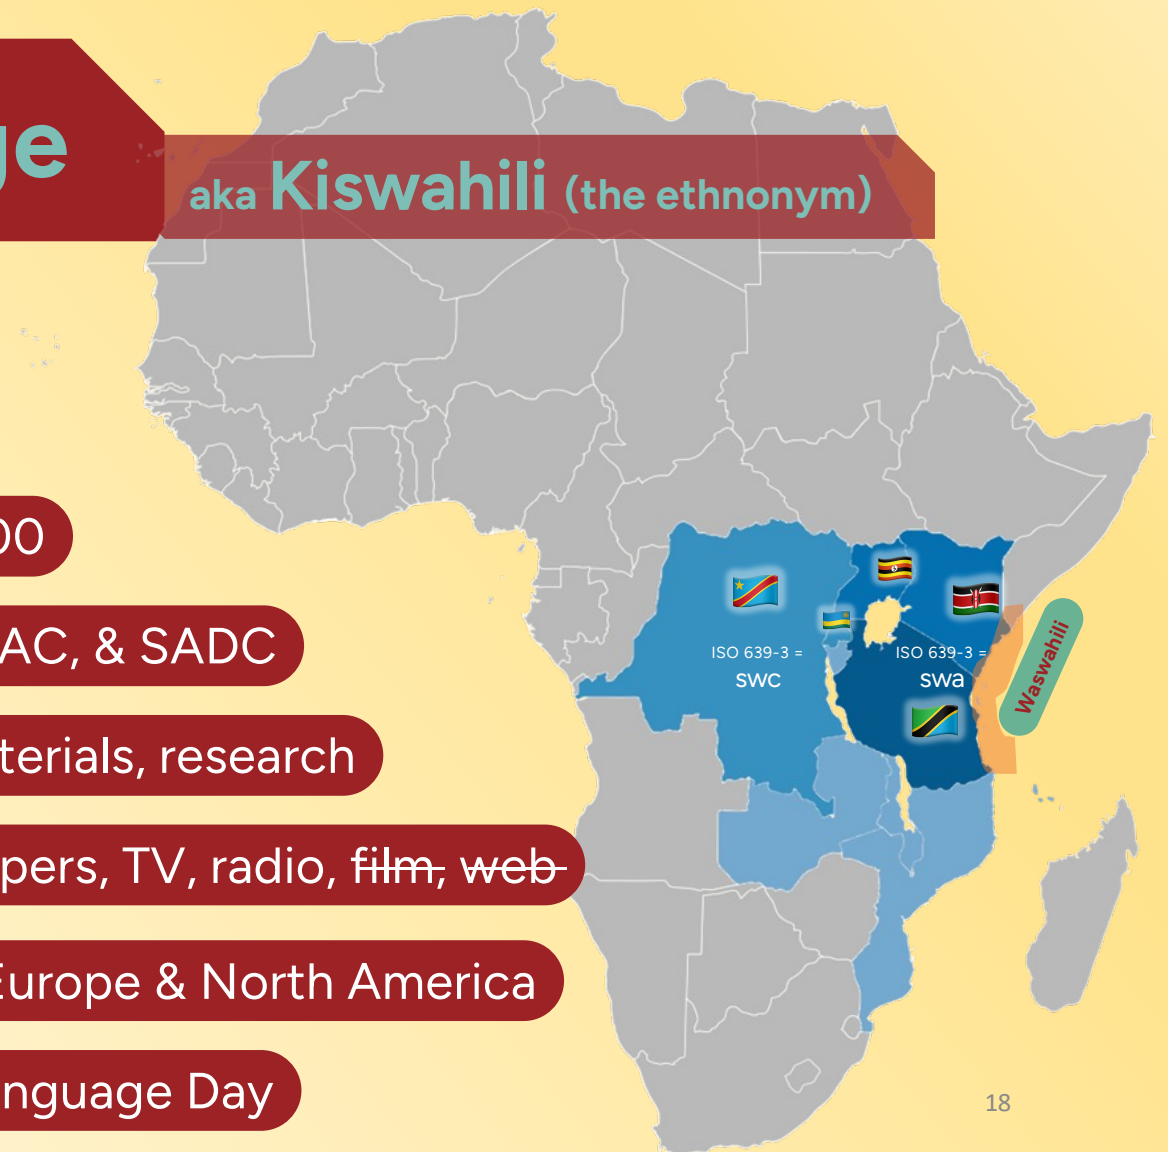 ge
aka Kiswahili (the ethnonym)
00
AC, & SADC
terials, research
pers, TV, radio, film, web
Europe & North America
nguage Day
ISO 639-3 =
swc
ISO 639-3 =
swa
Waswahili
18